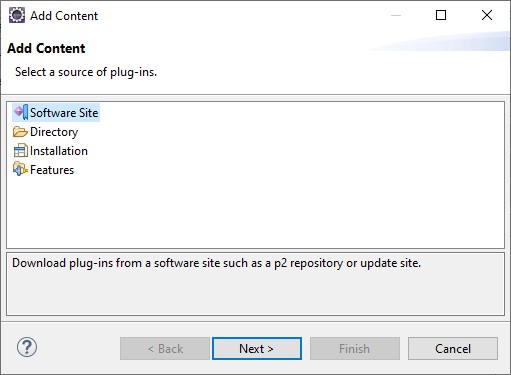 Add Content
Add Content
Select a source of plug-ins.
Software Site
Directory
Installation
Features
Download plug-ins from a software site such as a p2 repository or update site.
?
< Back
Next >
Finish
Cancel